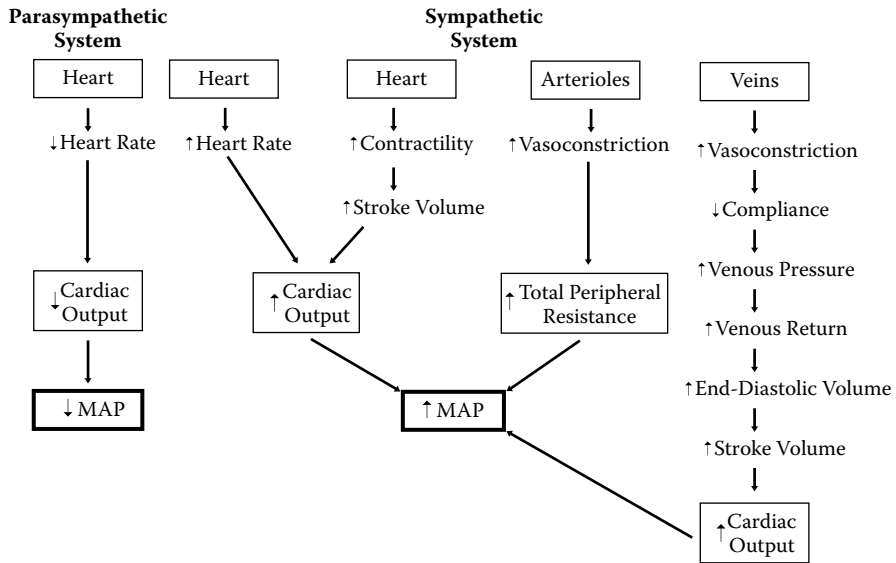 Parasympathetic
System
Sympathetic
System
Heart
Heart
Heart
Arterioles
Veins
↓Heart Rate
↑Heart Rate
↑Contractility
↑Vasoconstriction
↑Vasoconstriction
↑Stroke Volume
↓Compliance
↑Venous Pressure
↓Cardiac
Output
↑Cardiac
Output
↑Total Peripheral
Resistance
↑Venous Return
↑End-Diastolic Volume
↓ MAP
↑ MAP
↑Stroke Volume
↑Cardiac
Output